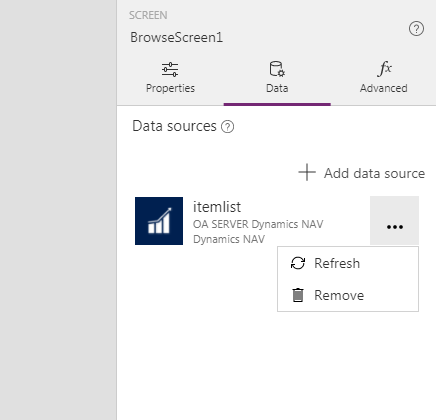 SCREEN
BrowseScreen1
?
Properties
Data
fx
Advanced
Data sources ?
+ Add data source
itemlist
OA SERVER Dynamics NAV
Dynamics NAV
...
Refresh
Remove